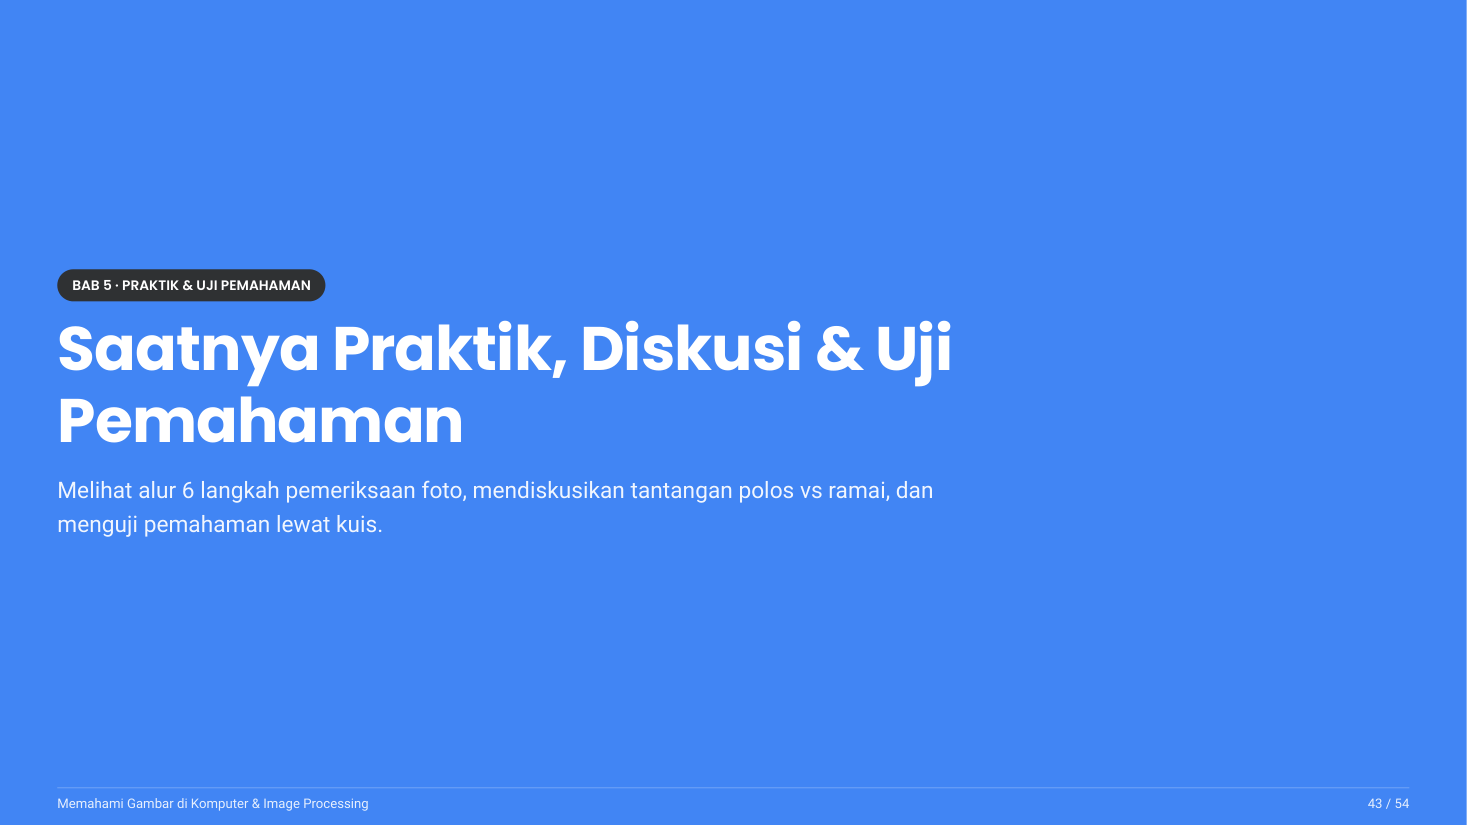 BAB 5 · PRAKTIK & UJI PEMAHAMAN
Saatnya Praktik, Diskusi & Uji
Pemahaman
Melihat alur 6 langkah pemeriksaan foto, mendiskusikan tantangan polos vs ramai, dan
menguji pemahaman lewat kuis.
Memahami Gambar di Komputer & Image Processing
43 / 54